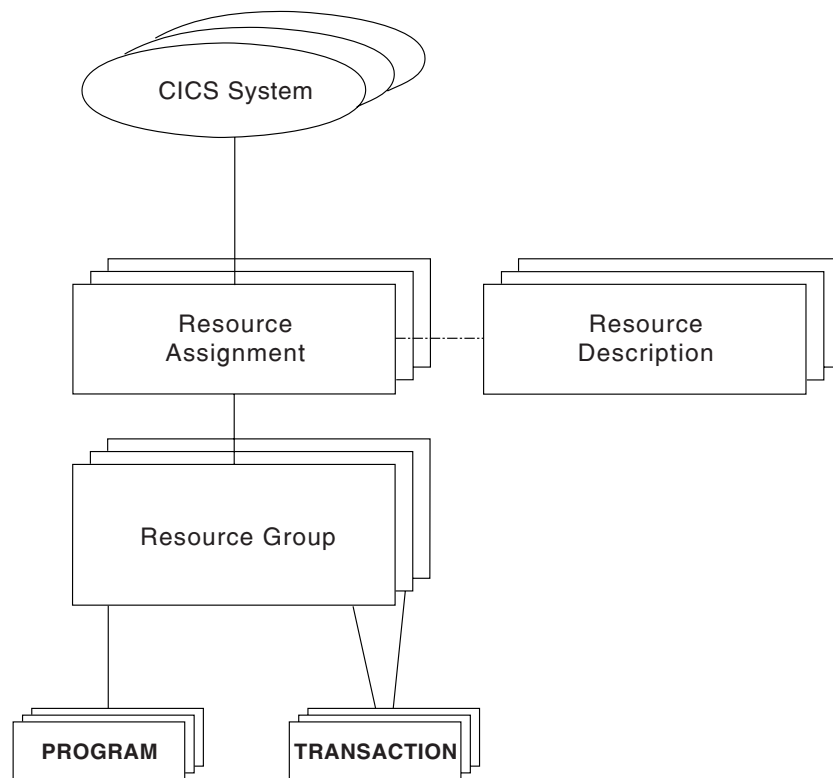 CICS System
Resource
Assignment
Resource
Description
Resource Group
PROGRAM
TRANSACTION